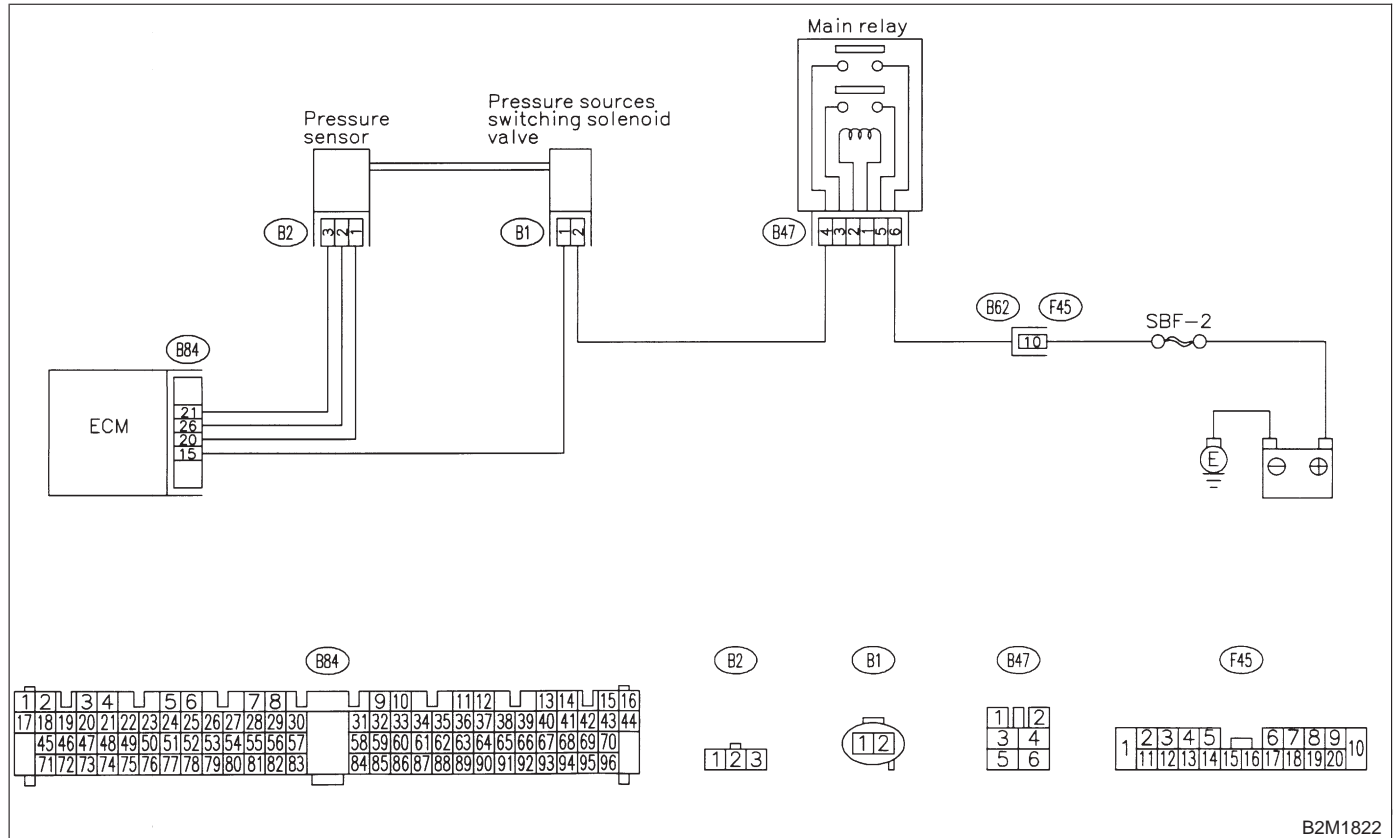 Main relay
Pressure sources
switching solenoid
valve
Pressure
sensor
B2
3 2 1
B1
1 2
B47
4 3 2 1 5 6
B62 F45
10
SBF-2
B84
ECM
21
26
20
15
E
⊖ ⊕
B84
B2
B1
B47
F45
1 2 3 4 5 6 7 8 9 10 11 12 13 14 15 16
17 18 19 20 21 22 23 24 25 26 27 28 29 30 31 32 33 34 35 36 37 38 39 40 41 42 43 44
45 46 47 48 49 50 51 52 53 54 55 56 57 58 59 60 61 62 63 64 65 66 67 68 69 70
71 72 73 74 75 76 77 78 79 80 81 82 83 84 85 86 87 88 89 90 91 92 93 94 95 96
1 2 3
1 2
1 2
3 4
5 6
1 2 3 4 5 6 7 8 9 10
11 12 13 14 15 16 17 18 19 20
B2M1822